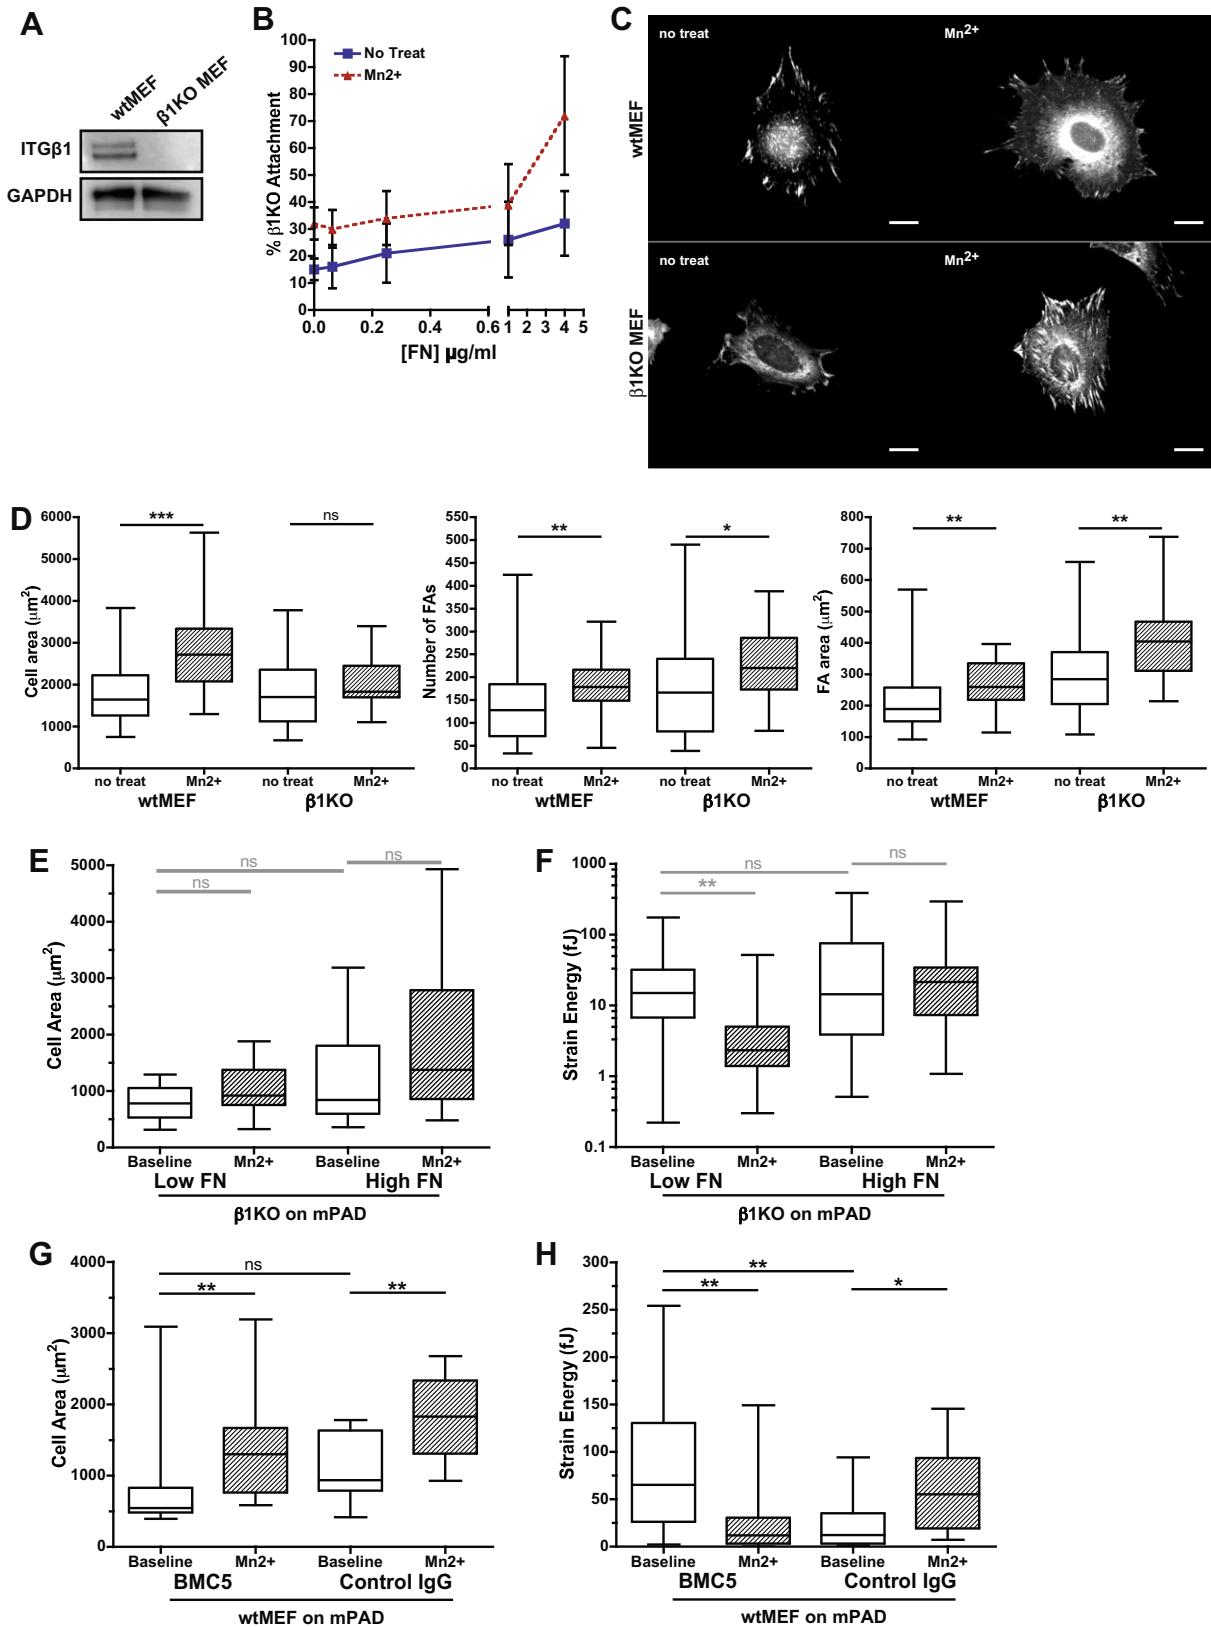 A
wtMEF
β1KO MEF
ITGβ1
GAPDH
B
% β1KO Attachment
100
90
80
70
60
50
40
30
20
10
0
No Treat
Mn2+
0.0 0.2 0.4 0.6 1 2 3 4 5
[FN] µg/ml
C
no treat
Mn2+
wtMEF
no treat
Mn2+
β1KO MEF
D
Cell area (µm2)
6000
5000
4000
3000
2000
1000
0
***
ns
no treat Mn2+ no treat Mn2+
wtMEF β1KO
Number of FAs
550
500
450
400
350
300
250
200
150
100
50
0
**
*
no treat Mn2+ no treat Mn2+
wtMEF β1KO
FA area (µm2)
800
700
600
500
400
300
200
100
0
**
**
no treat Mn2+ no treat Mn2+
wtMEF β1KO
E
Cell Area (µm2)
5000
4000
3000
2000
1000
0
ns
ns
ns
Baseline Mn2+ Baseline Mn2+
Low FN High FN
β1KO on mPAD
F
Strain Energy (fJ)
1000
100
10
1
0.1
ns
ns
**
Baseline Mn2+ Baseline Mn2+
Low FN High FN
β1KO on mPAD
G
Cell Area (µm2)
4000
3000
2000
1000
0
ns
**
**
Baseline Mn2+ Baseline Mn2+
BMC5 Control IgG
wtMEF on mPAD
H
Strain Energy (fJ)
300
250
200
150
100
50
0
**
**
*
Baseline Mn2+ Baseline Mn2+
BMC5 Control IgG
wtMEF on mPAD